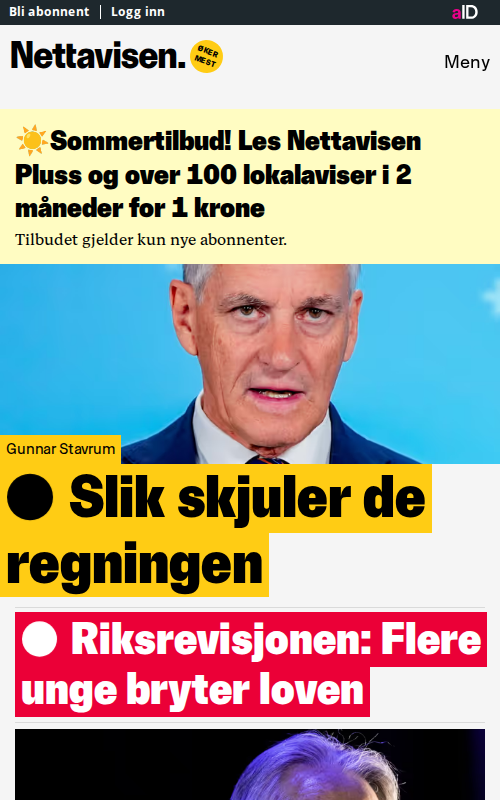 Bli abonnent | Logg inn
aID
Nettavisen.
ØKER
MEST
Meny
☀️Sommertilbud! Les Nettavisen
Pluss og over 100 lokalaviser i 2
måneder for 1 krone
Tilbudet gjelder kun nye abonnenter.
Gunnar Stavrum
● Slik skjuler de
regningen
● Riksrevisjonen: Flere
unge bryter loven